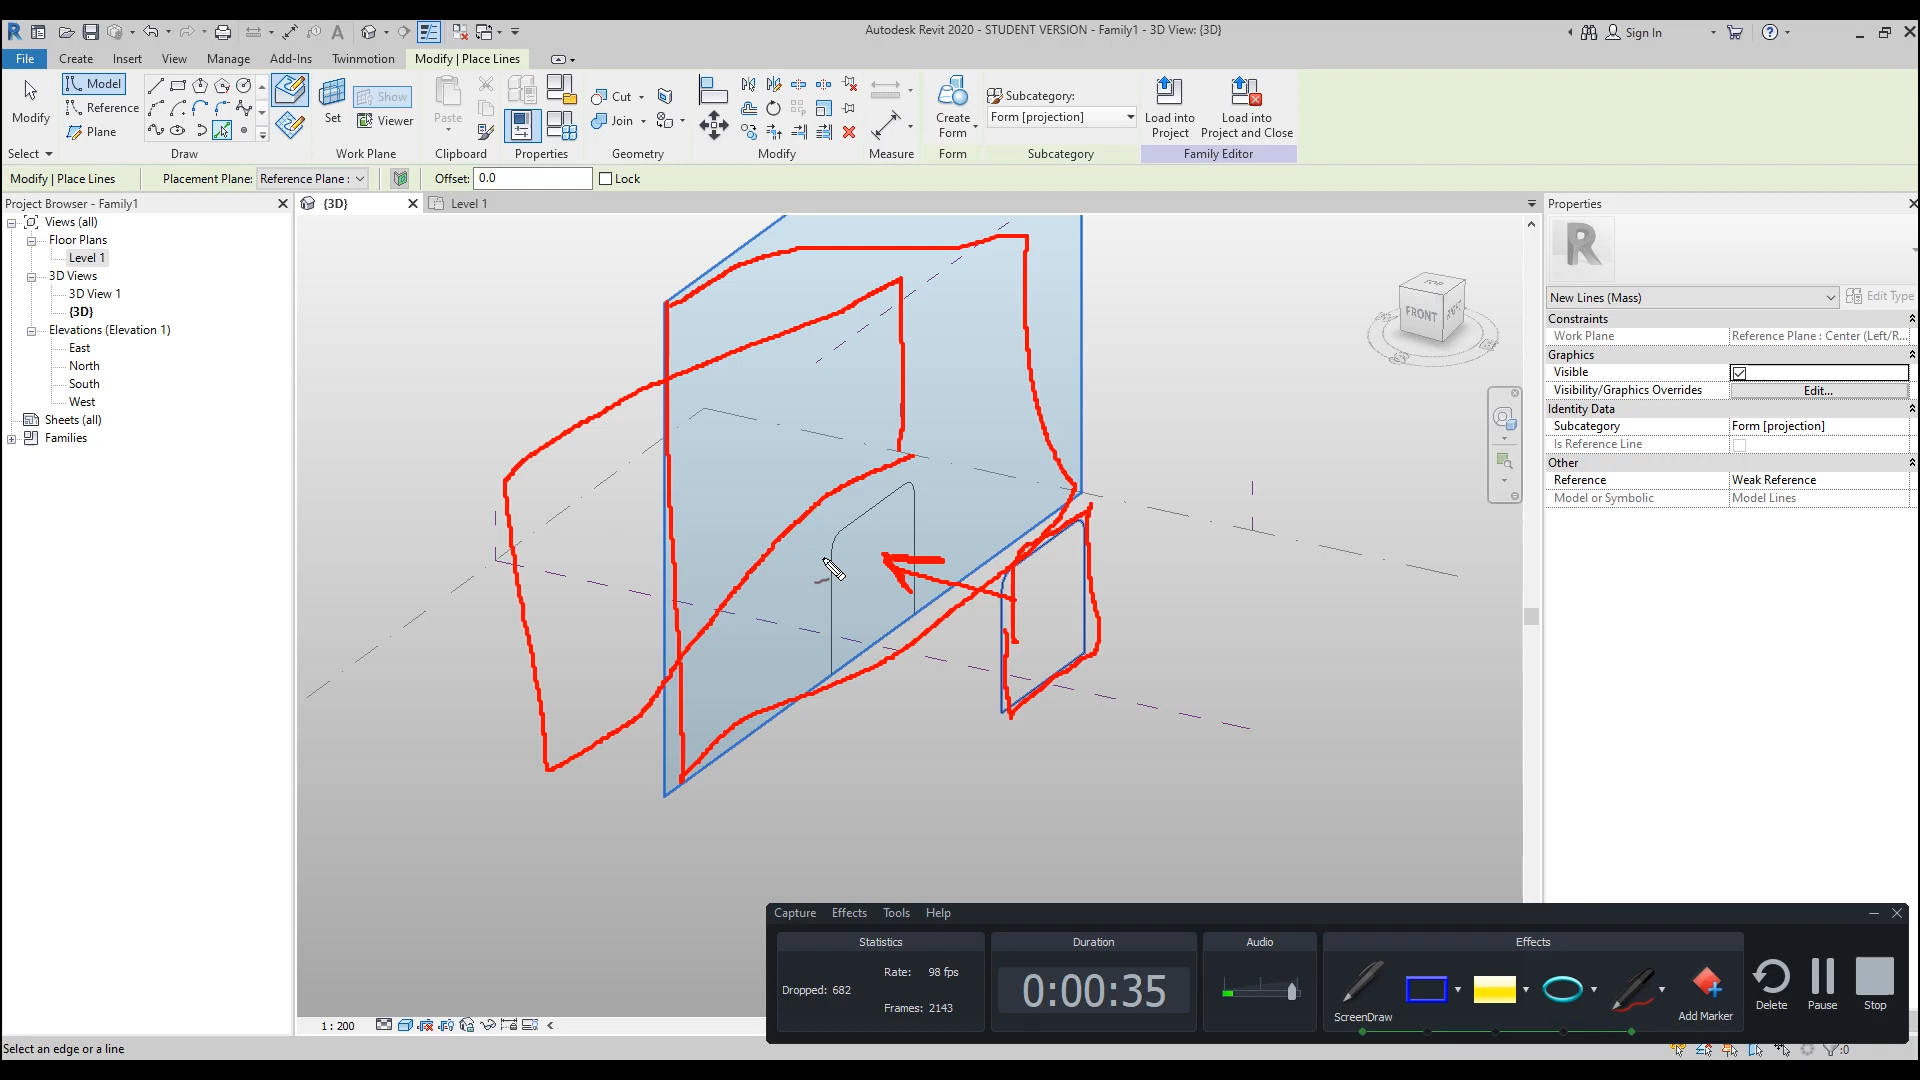 Autodesk Revit 2020 - STUDENT VERSION - Family1 - 3D View: {3D}
Sign In
File Create Insert View Manage Add-Ins Twinmotion Modify | Place Lines
Modify
Model
Reference
Plane
Set
Show
Viewer
Paste
Cut
Join
Create
Form
Subcategory:
Form [projection]
Load into
Project
Load into
Project and Close
Select Draw Work Plane Clipboard Properties Geometry Modify Measure Form Subcategory Family Editor
Modify | Place Lines Placement Plane: Reference Plane : Offset: 0.0 Lock
Project Browser - Family1
Views (all)
Floor Plans
Level 1
3D Views
3D View 1
{3D}
Elevations (Elevation 1)
East
North
South
West
Sheets (all)
Families
{3D} Level 1
TOP
FRONT
RIGHT
Properties
R
New Lines (Mass) Edit Type
Constraints
Work Plane Reference Plane : Center (Left/R...
Graphics
Visible
Visibility/Graphics Overrides Edit...
Identity Data
Subcategory Form [projection]
Is Reference Line
Other
Reference Weak Reference
Model or Symbolic Model Lines
1 : 200
Capture Effects Tools Help
Statistics
Rate: 98 fps
Dropped: 682
Frames: 2143
Duration
0:00:35
Audio
Effects
ScreenDraw
Add Marker
Delete
Pause
Stop
Select an edge or a line
:0